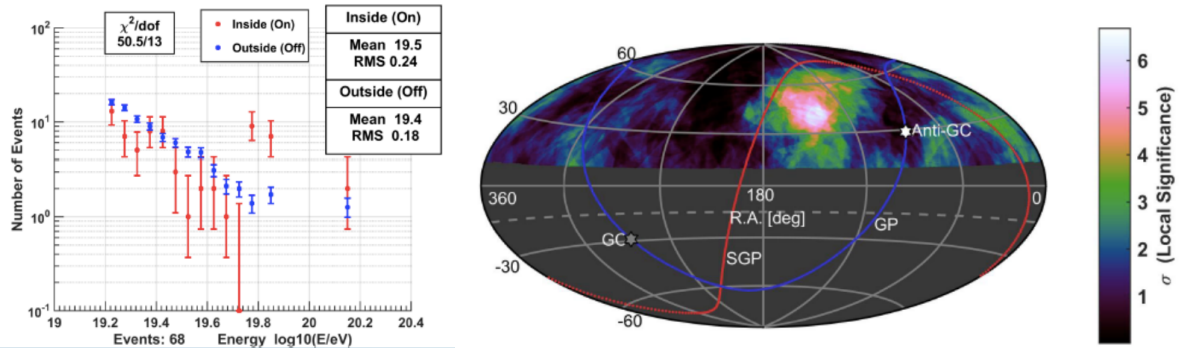 χ²/dof
50.5/13
Inside (On)
Outside (Off)
Inside (On)
Mean 19.5
RMS 0.24
Outside (Off)
Mean 19.4
RMS 0.18
Number of Events
10²
10¹
10⁰
10⁻¹
19 19.2 19.4 19.6 19.8 20 20.2 20.4
Events: 68 Energy log10(E/eV)
60
30
Anti-GC
360 180 0
R.A. [deg]
GP
GC
SGP
-30
-60
6
5
4
3
2
1
σ (Local Significance)